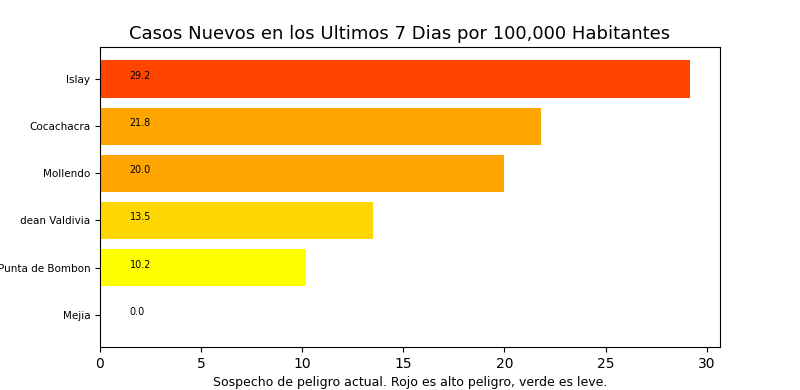 Casos Nuevos en los Ultimos 7 Dias por 100,000 Habitantes
Islay 29.2
Cocachacra 21.8
Mollendo 20.0
dean Valdivia 13.5
Punta de Bombon 10.2
Mejia 0.0
0 5 10 15 20 25 30
Sospecho de peligro actual. Rojo es alto peligro, verde es leve.